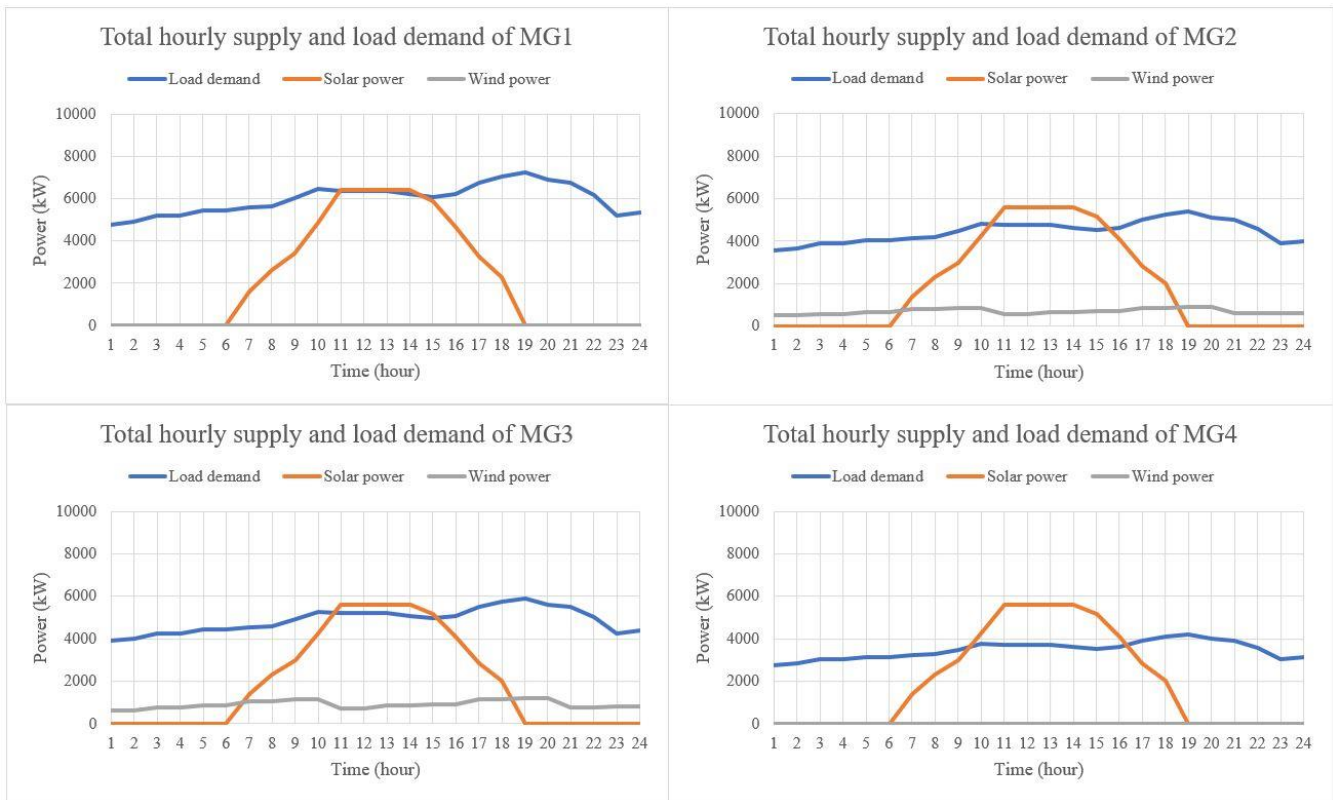 Total hourly supply and load demand of MG1
Load demand Solar power Wind power
10000
8000
6000
4000
2000
0
Power (kW)
1 2 3 4 5 6 7 8 9 10 11 12 13 14 15 16 17 18 19 20 21 22 23 24
Time (hour)
Total hourly supply and load demand of MG2
Load demand Solar power Wind power
10000
8000
6000
4000
2000
0
Power (kW)
1 2 3 4 5 6 7 8 9 10 11 12 13 14 15 16 17 18 19 20 21 22 23 24
Time (hour)
Total hourly supply and load demand of MG3
Load demand Solar power Wind power
10000
8000
6000
4000
2000
0
Power (kW)
1 2 3 4 5 6 7 8 9 10 11 12 13 14 15 16 17 18 19 20 21 22 23 24
Time (hour)
Total hourly supply and load demand of MG4
Load demand Solar power Wind power
10000
8000
6000
4000
2000
0
Power (kW)
1 2 3 4 5 6 7 8 9 10 11 12 13 14 15 16 17 18 19 20 21 22 23 24
Time (hour)